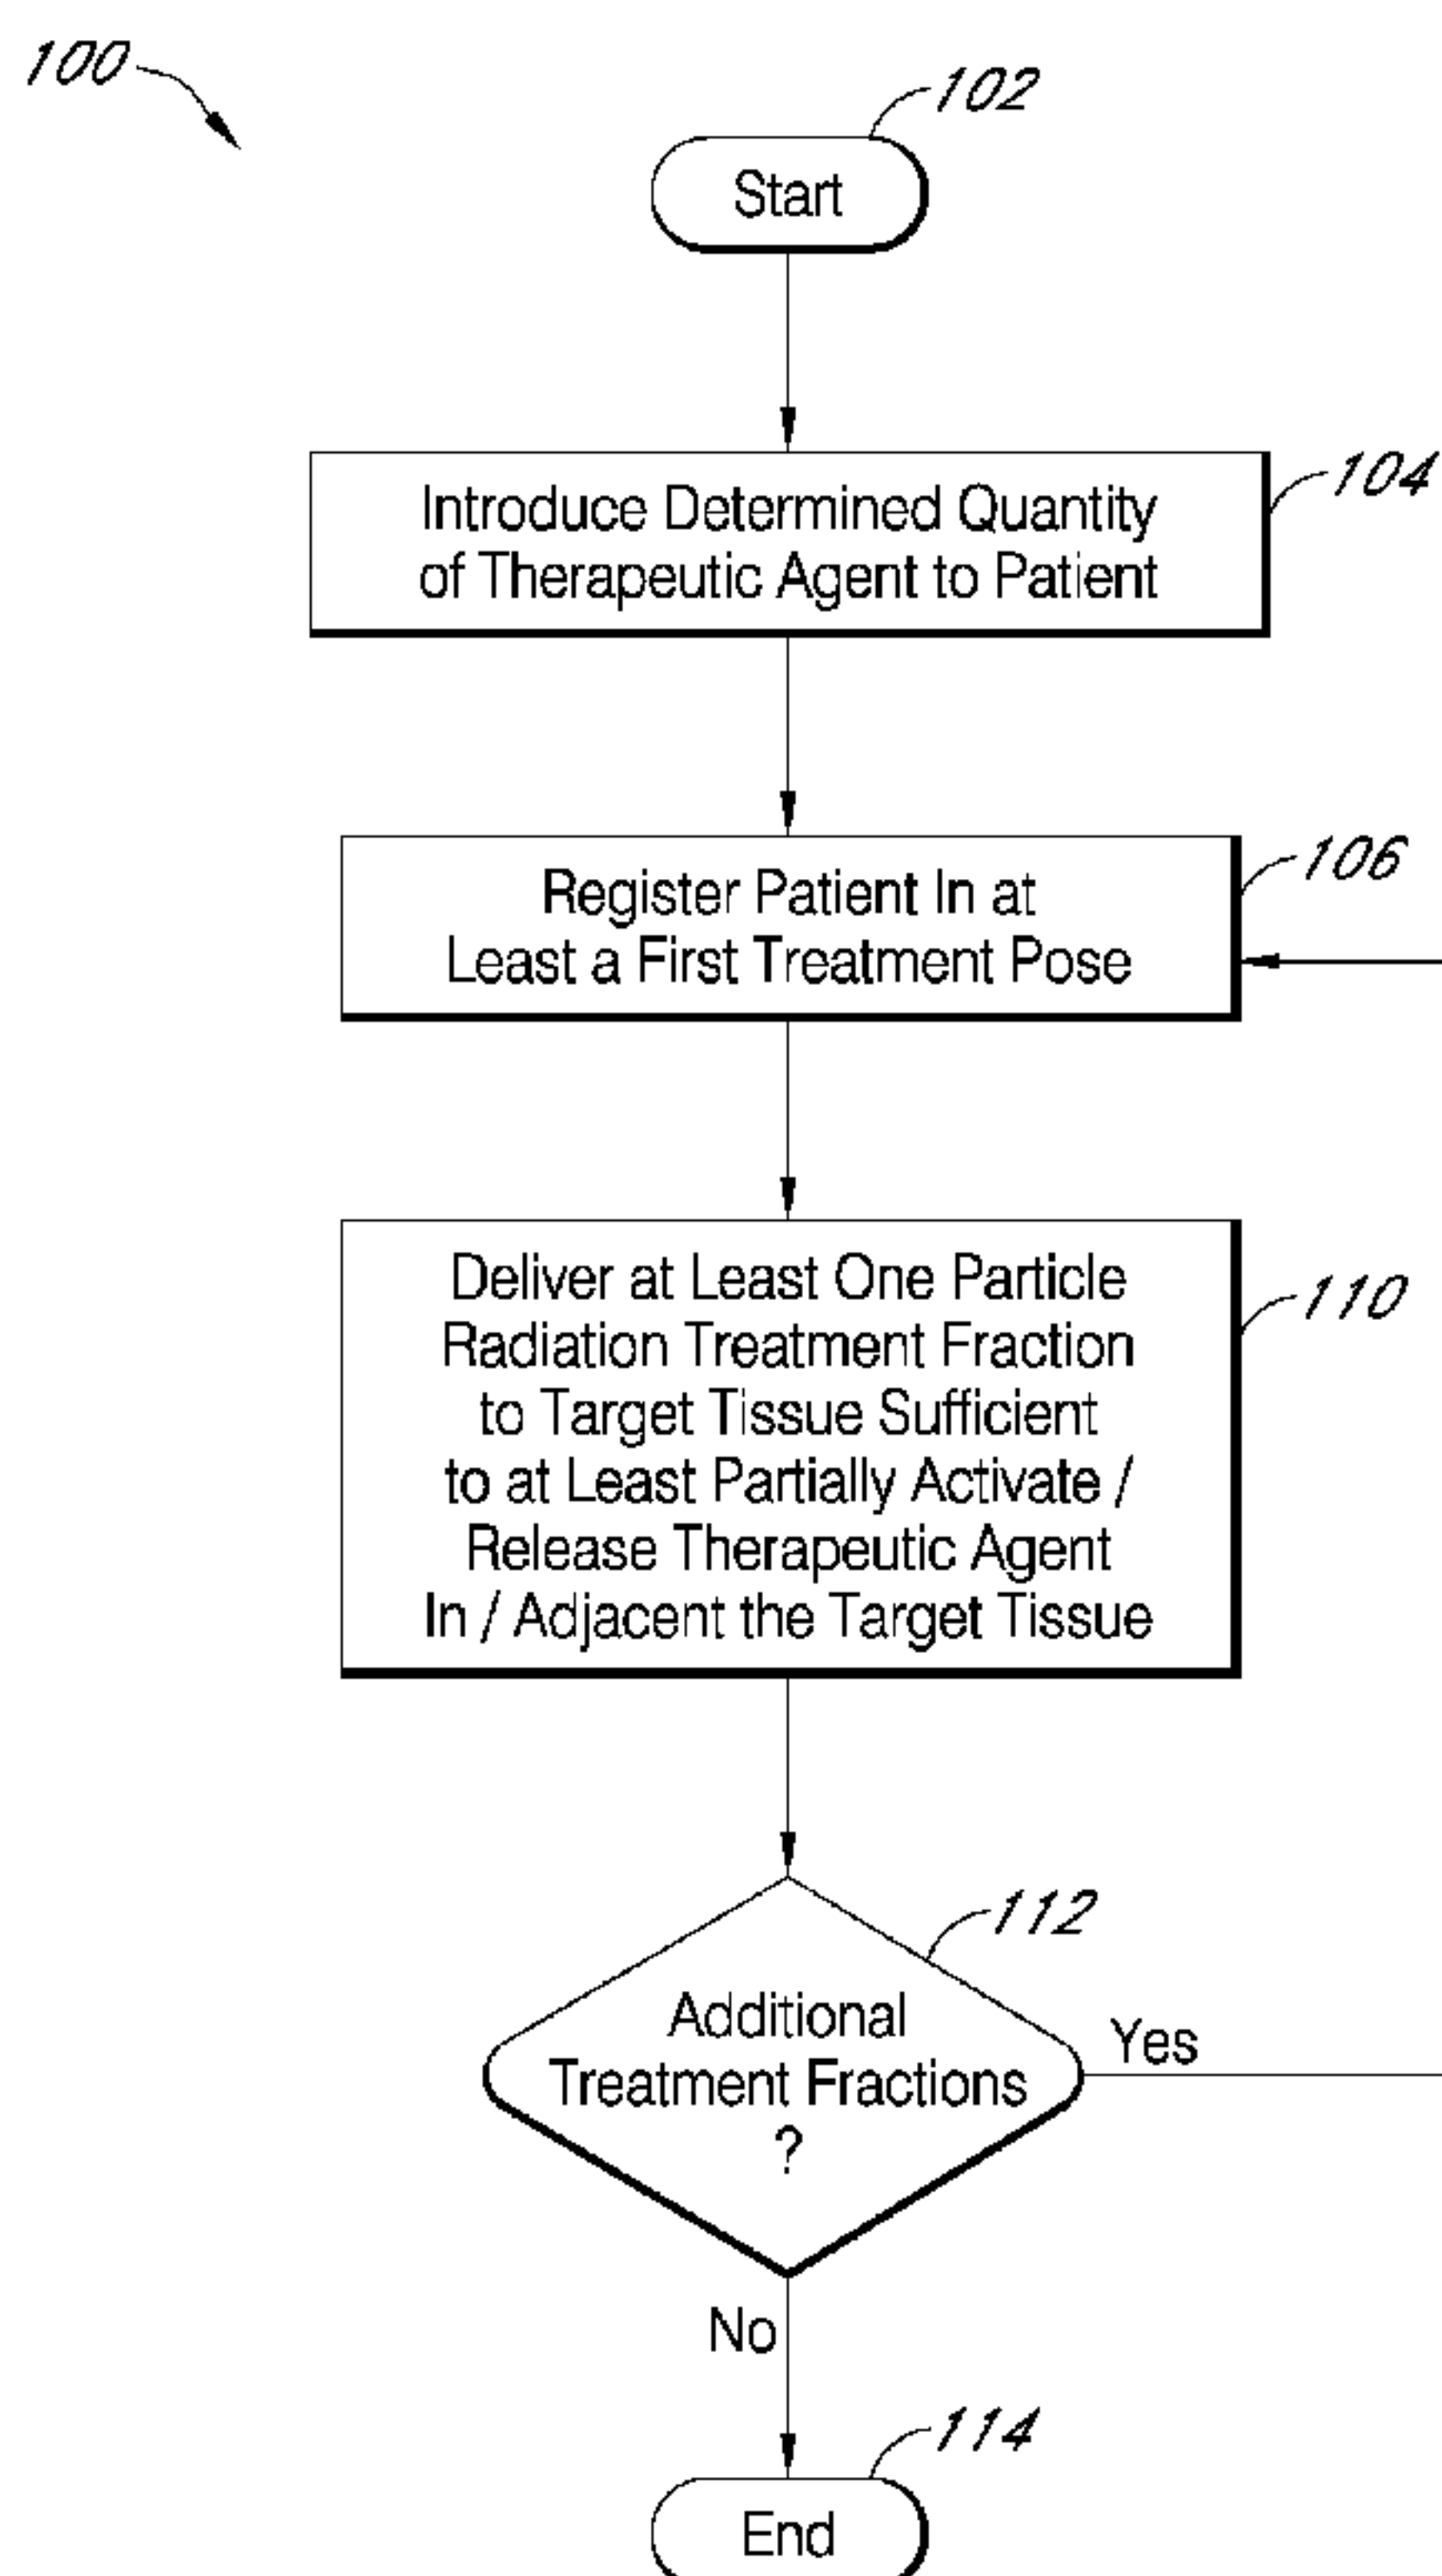 100
102
Start
104
Introduce Determined Quantity
of Therapeutic Agent to Patient
106
Register Patient In at
Least a First Treatment Pose
110
Deliver at Least One Particle
Radiation Treatment Fraction
to Target Tissue Sufficient
to at Least Partially Activate /
Release Therapeutic Agent
In / Adjacent the Target Tissue
112
Additional
Treatment Fractions
?
Yes
No
114
End